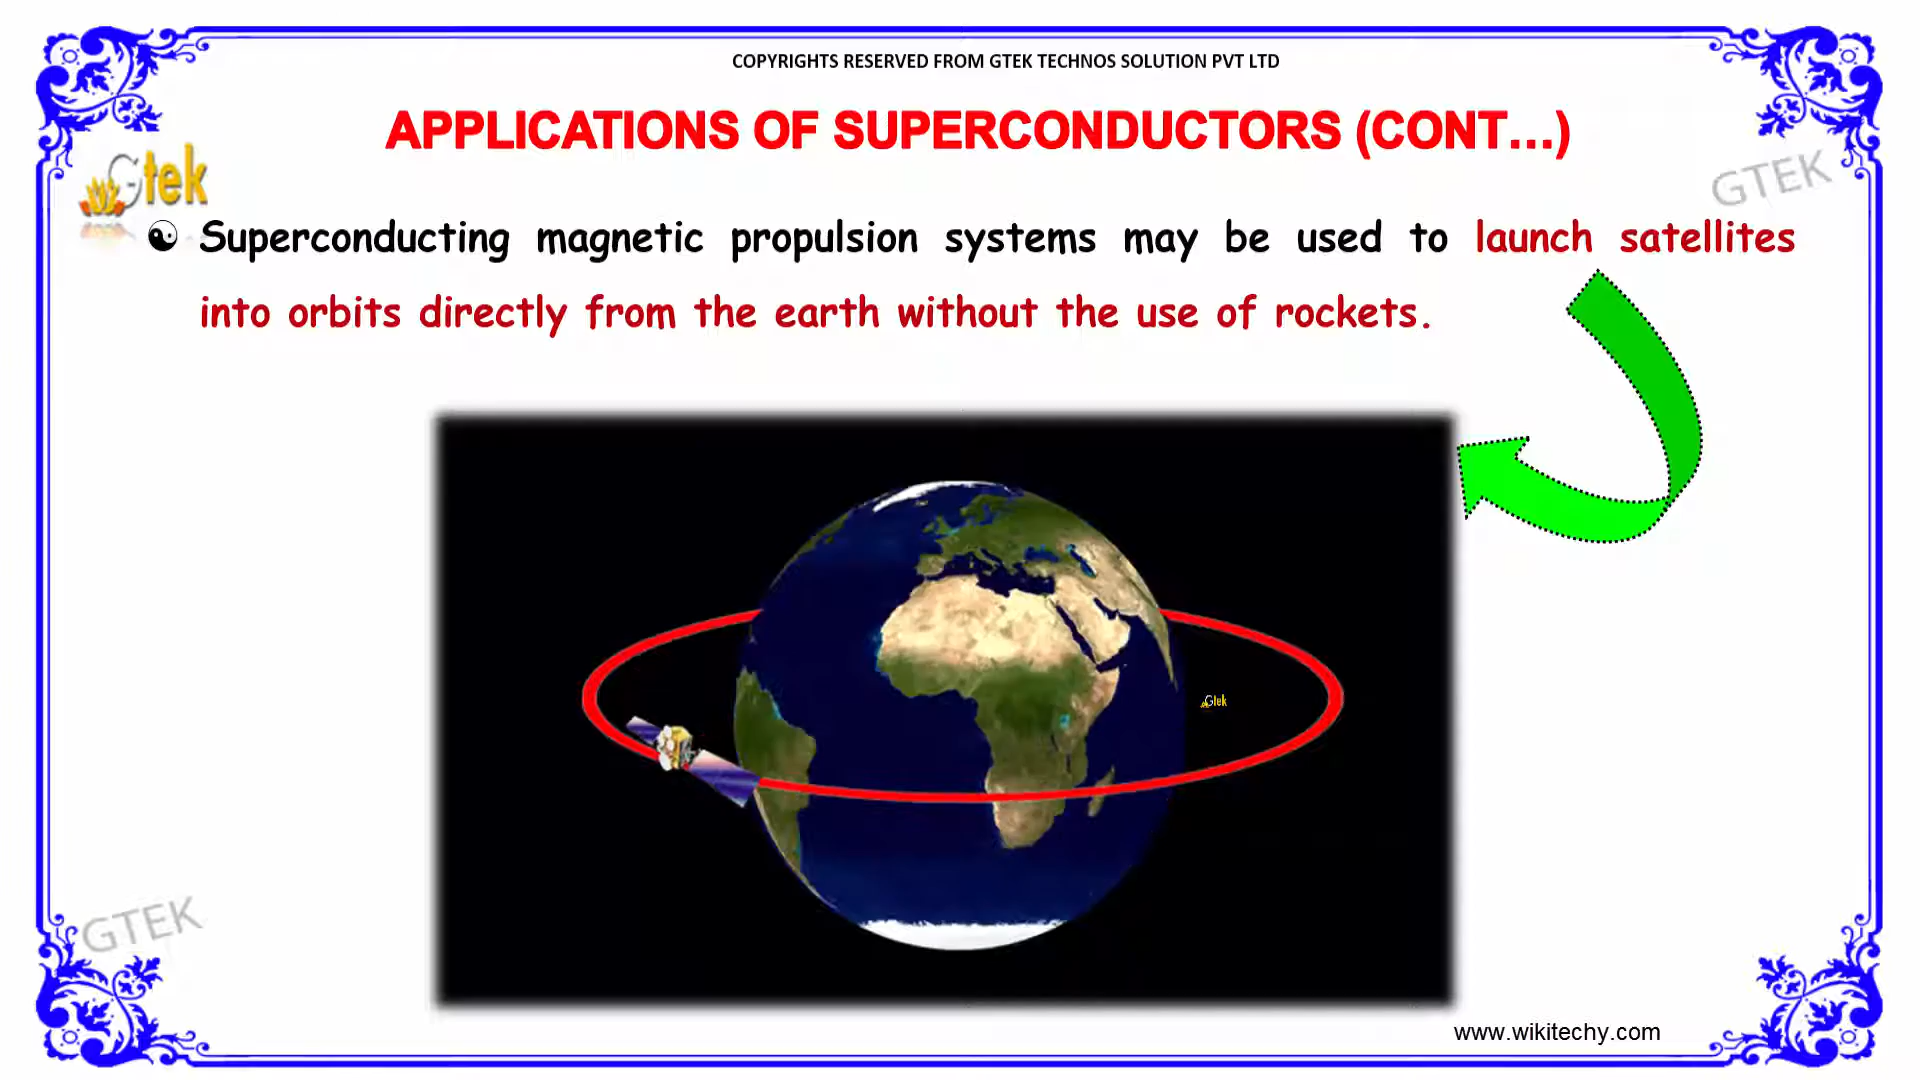 COPYRIGHTS RESERVED FROM GTEK TECHNOS SOLUTION PVT LTD
APPLICATIONS OF SUPERCONDUCTORS (CONT...)
Gtek
GTEK
Superconducting magnetic propulsion systems may be used to launch satellites
into orbits directly from the earth without the use of rockets.
Gtek
GTEK
www.wikitechy.com